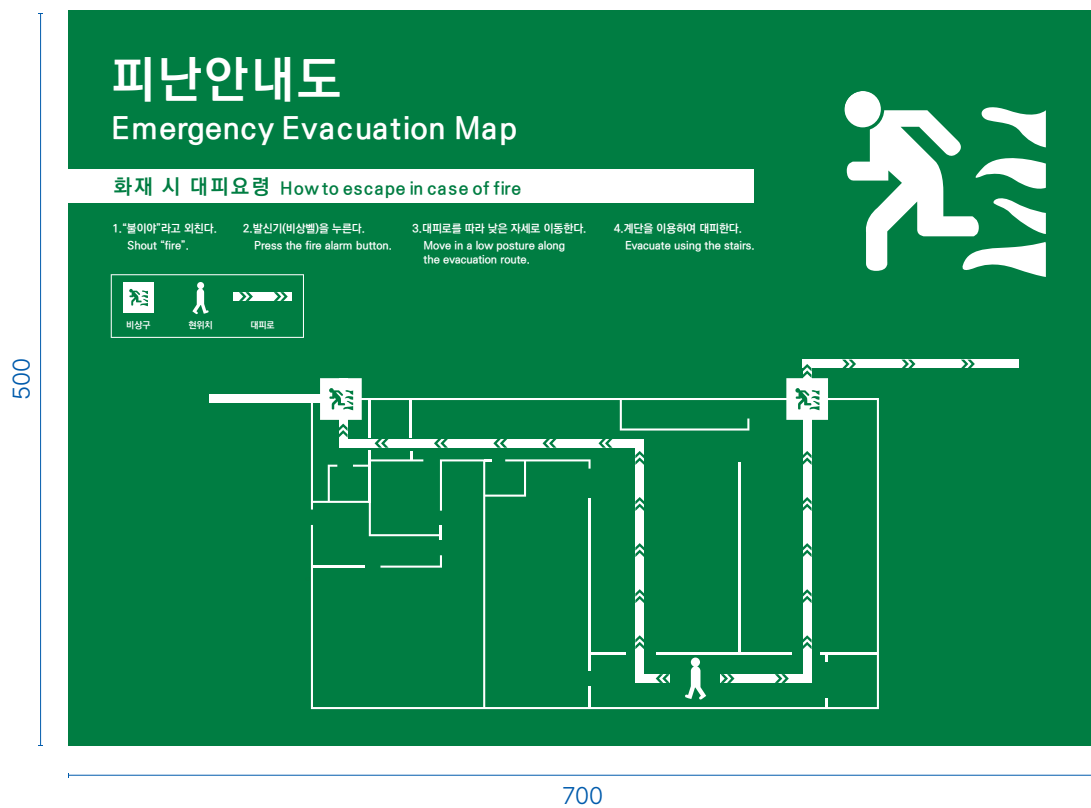 피난안내도
Emergency Evacuation Map
화재 시 대피요령 How to escape in case of fire
1.“불이야”라고 외친다.
Shout “fire”.
2.발신기(비상벨)을 누른다.
Press the fire alarm button.
3.대피로를 따라 낮은 자세로 이동한다.
Move in a low posture along
the evacuation route.
4.계단을 이용하여 대피한다.
Evacuate using the stairs.
비상구
현위치
대피로
500
700